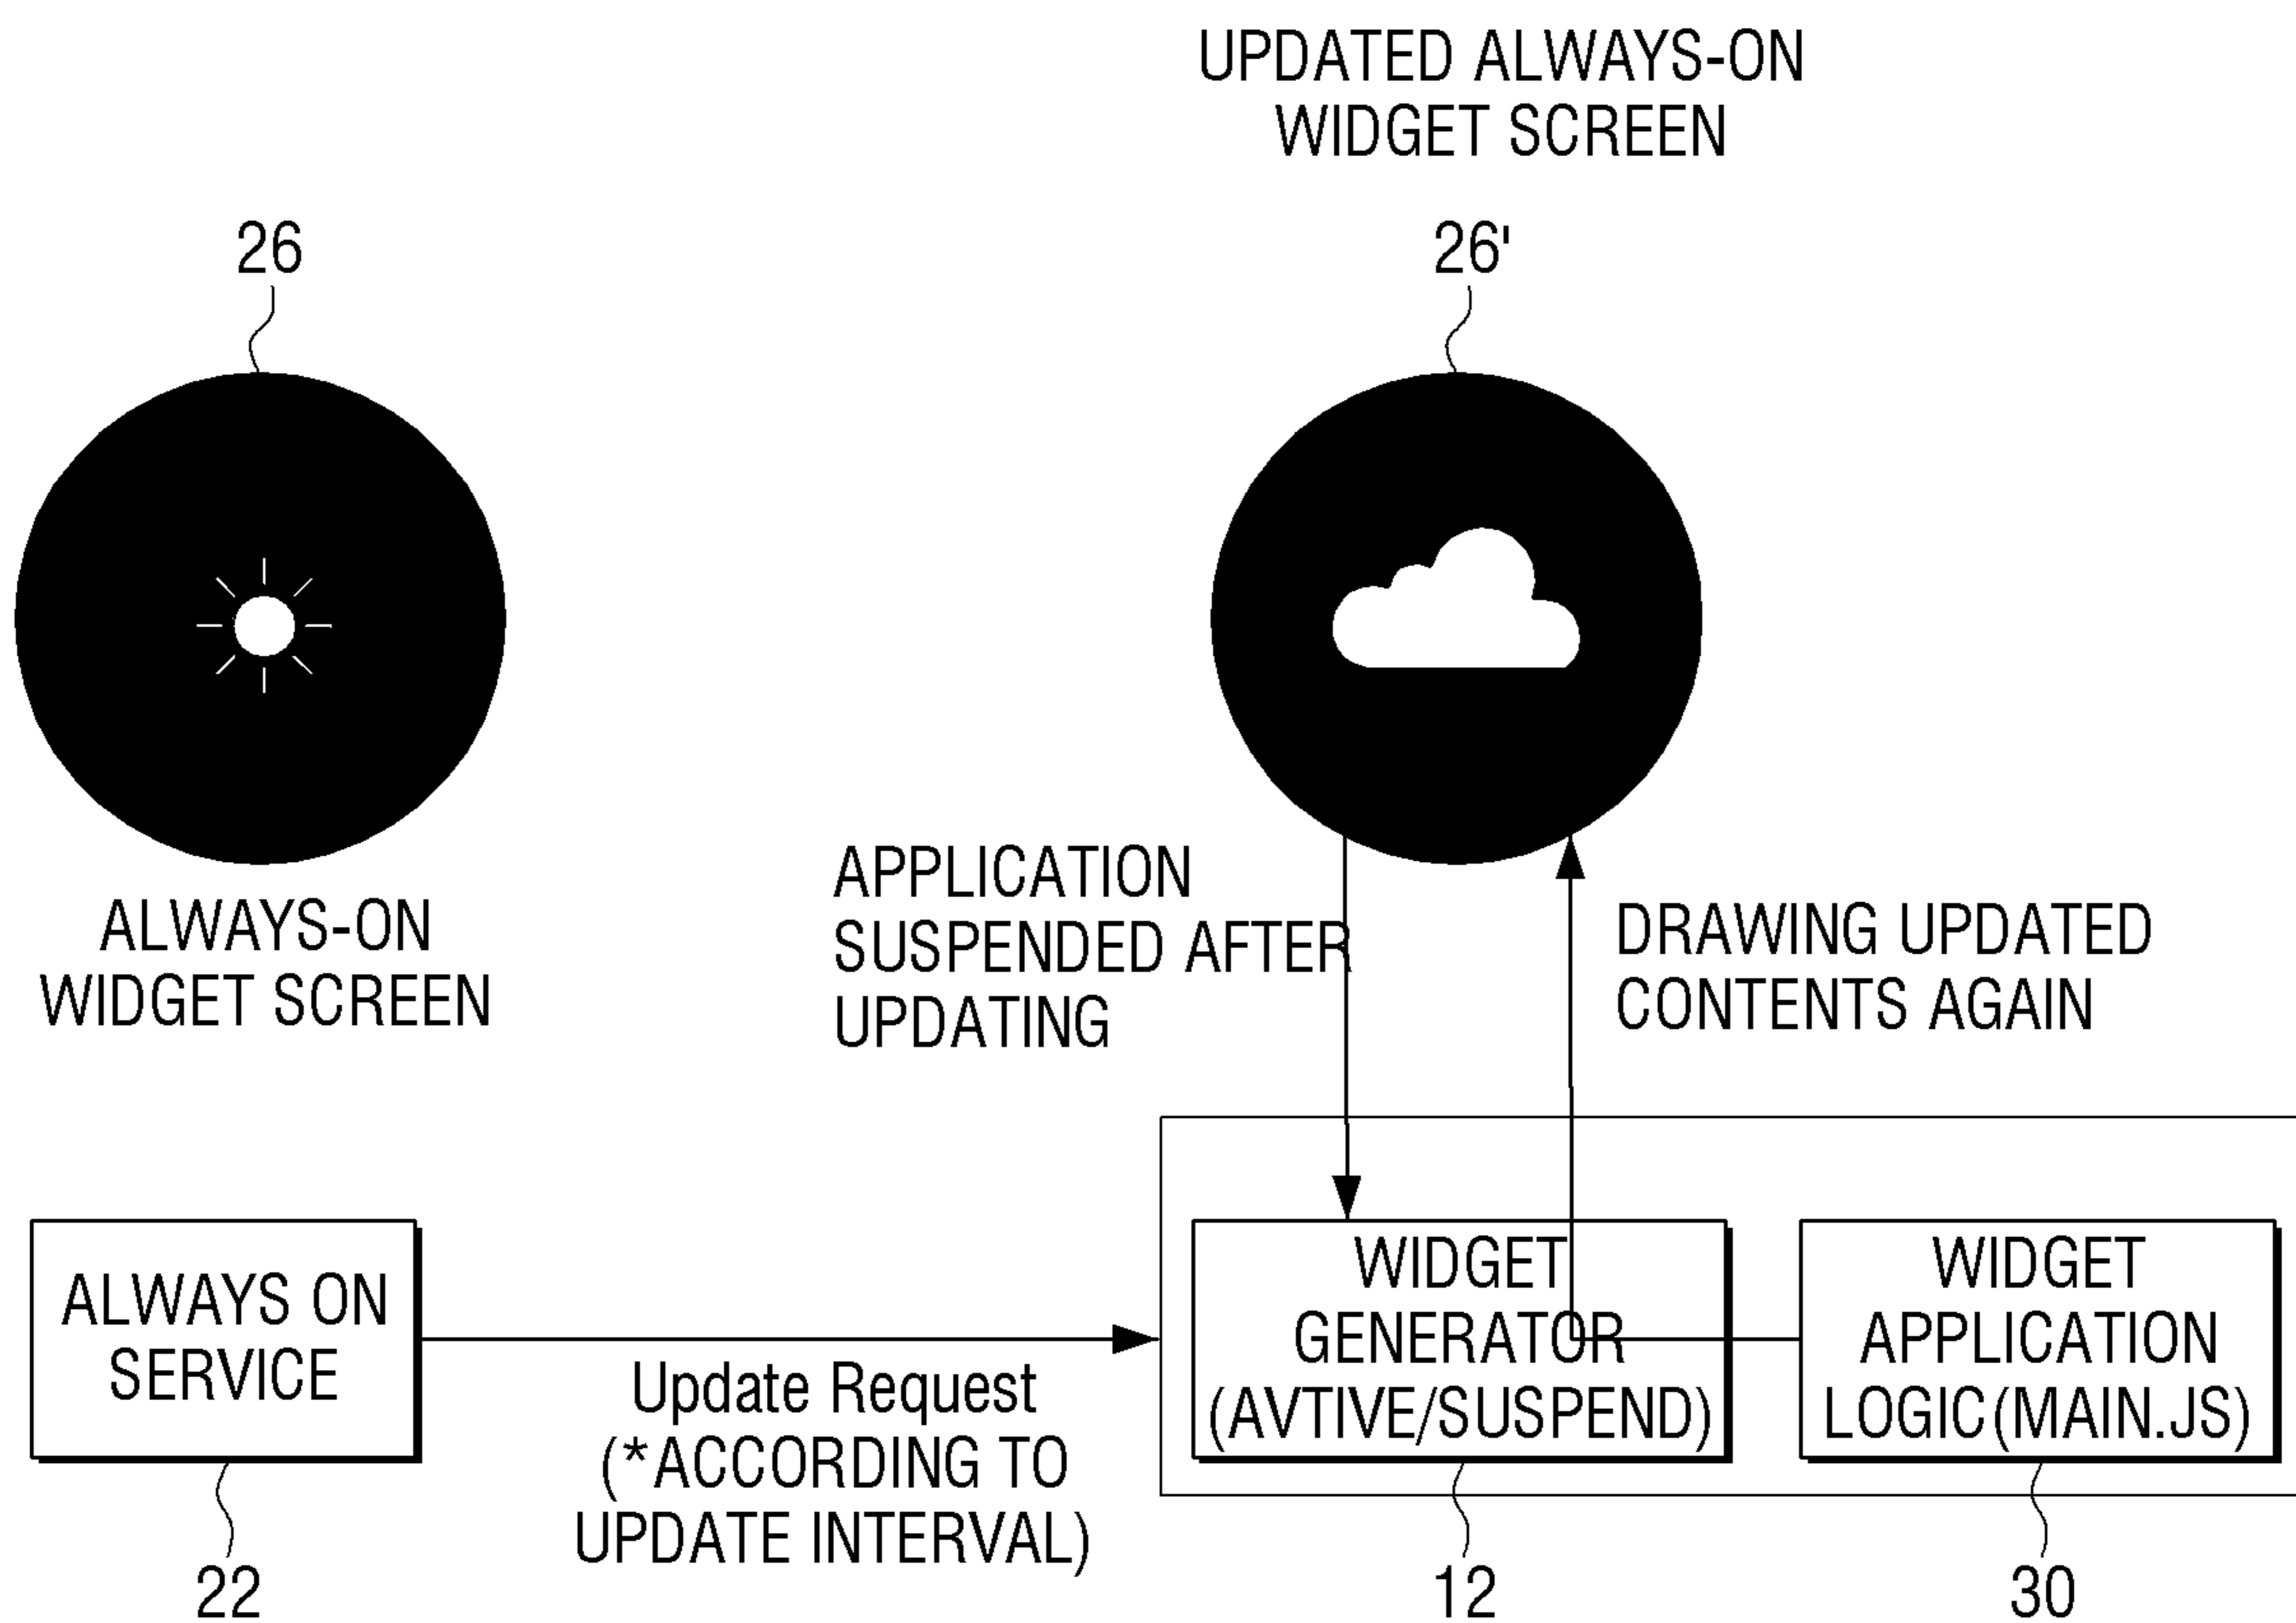 UPDATED ALWAYS-ON
WIDGET SCREEN
26
26'
ALWAYS-ON
WIDGET SCREEN
APPLICATION
SUSPENDED AFTER
UPDATING
DRAWING UPDATED
CONTENTS AGAIN
ALWAYS ON
SERVICE
Update Request
(*ACCORDING TO
UPDATE INTERVAL)
WIDGET
GENERATOR
(AVTIVE/SUSPEND)
WIDGET
APPLICATION
LOGIC(MAIN.JS)
22
12
30